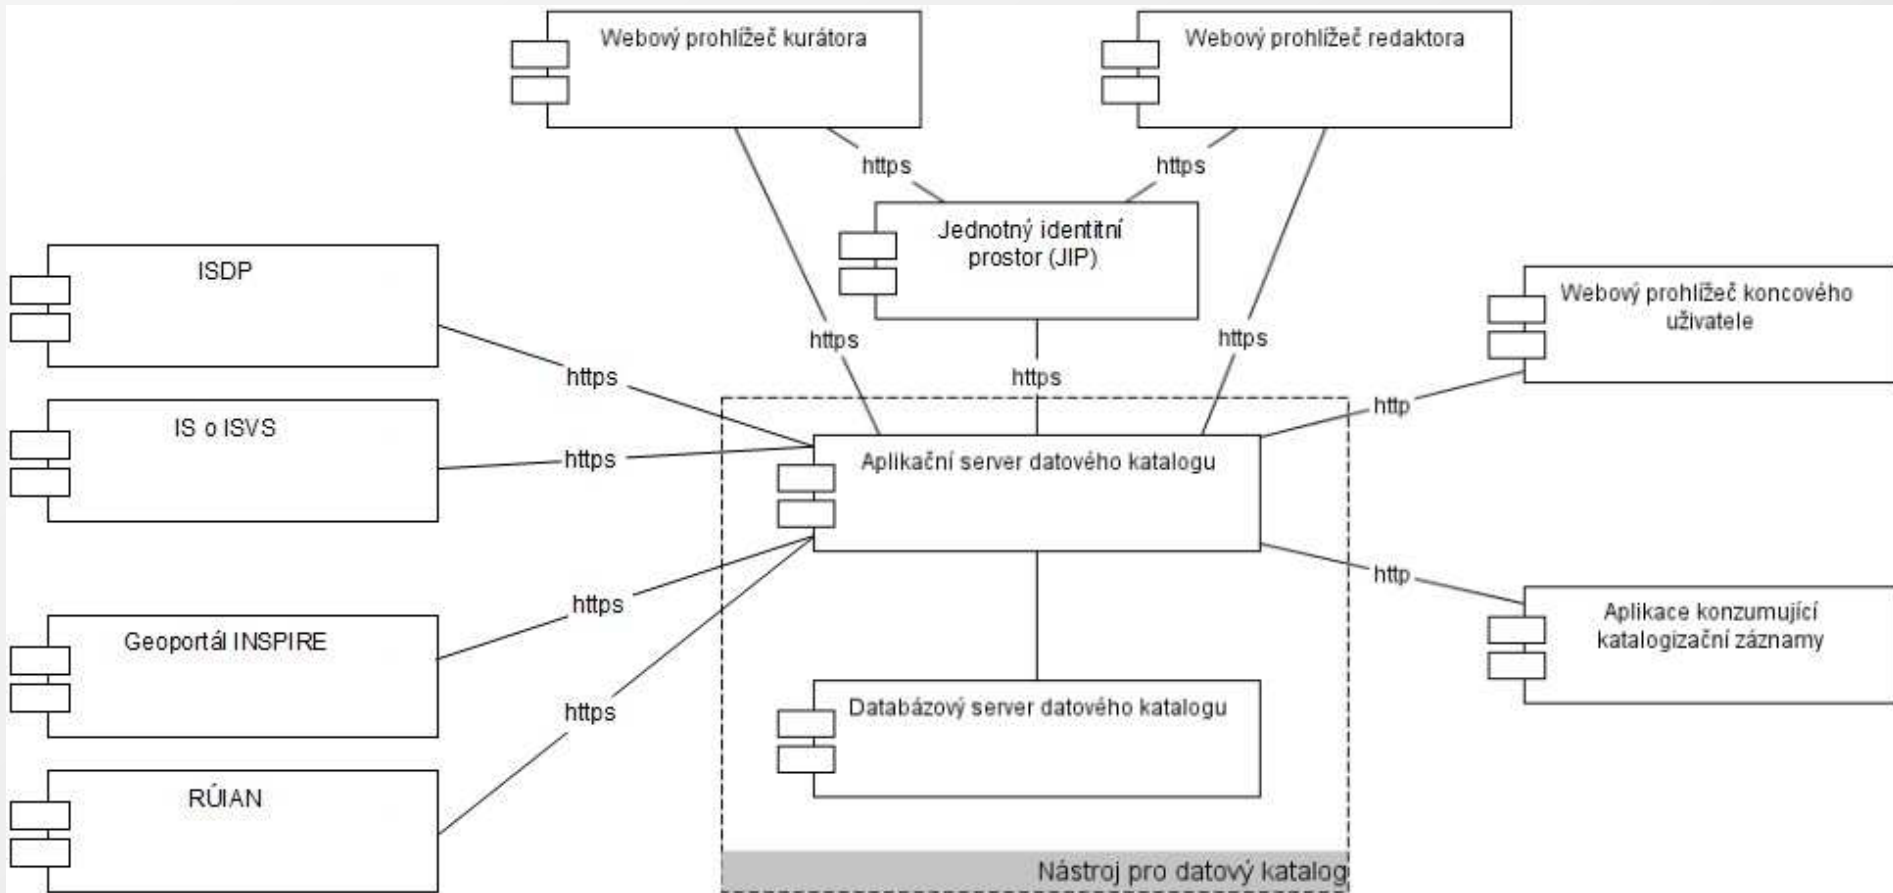 Webový prohlížeč kurátora
Webový prohlížeč redaktora
https
https
Jednotný identitní
prostor (JIP)
ISDP
Webový prohlížeč koncového
uživatele
https
https
https
https
http
IS o ISVS
https
Aplikační server datového katalogu
http
https
Geoportál INSPIRE
Aplikace konzumující
katalogizační záznamy
https
Databázový server datového katalogu
RÚIAN
Nástroj pro datový katalog